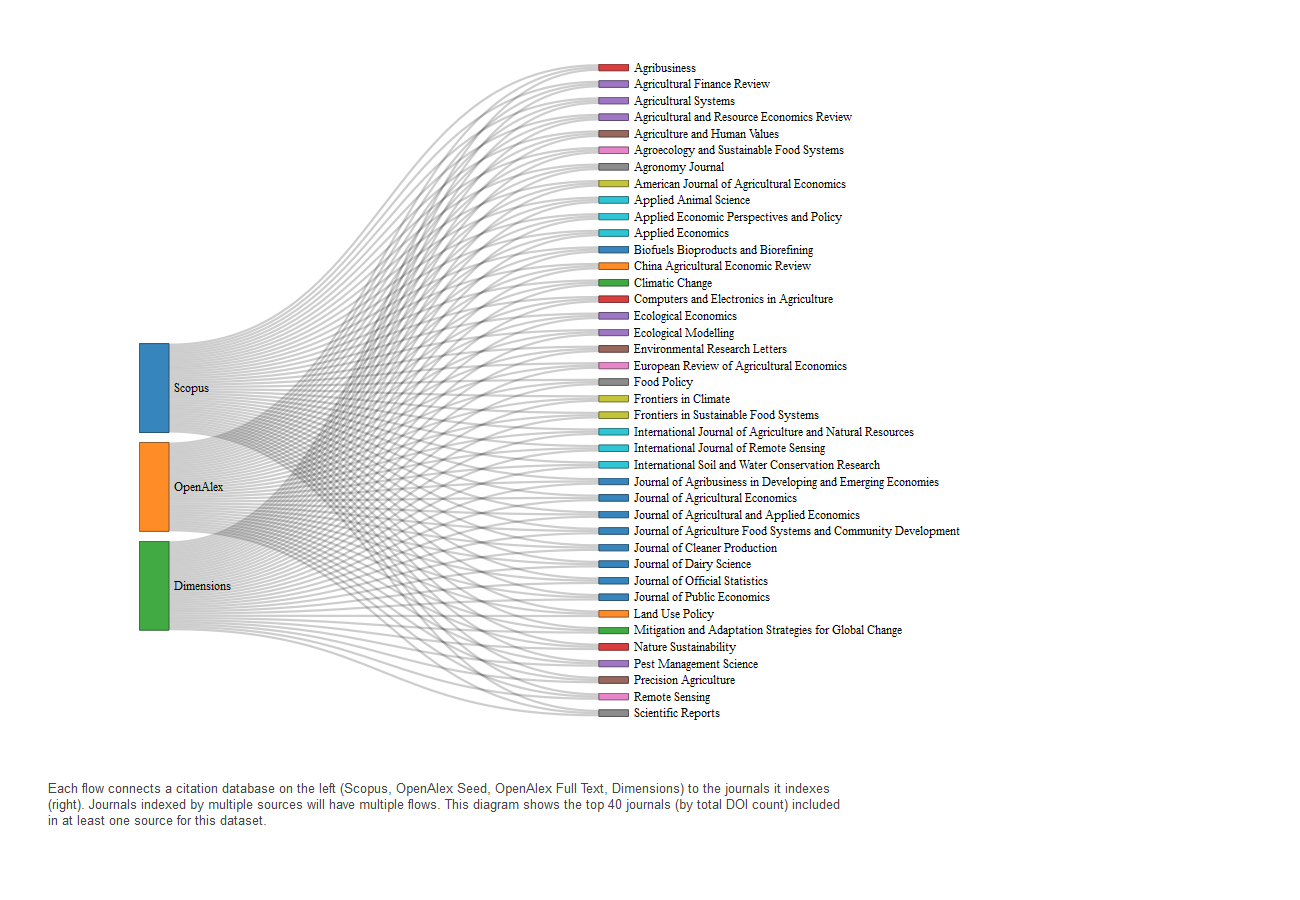 Agribusiness
Agricultural Finance Review
Agricultural Systems
Agricultural and Resource Economics Review
Agriculture and Human Values
Agroecology and Sustainable Food Systems
Agronomy Journal
American Journal of Agricultural Economics
Applied Animal Science
Applied Economic Perspectives and Policy
Applied Economics
Biofuels Bioproducts and Biorefining
China Agricultural Economic Review
Climatic Change
Computers and Electronics in Agriculture
Ecological Economics
Ecological Modelling
Environmental Research Letters
European Review of Agricultural Economics
Food Policy
Frontiers in Climate
Frontiers in Sustainable Food Systems
International Journal of Agriculture and Natural Resources
International Journal of Remote Sensing
International Soil and Water Conservation Research
Journal of Agribusiness in Developing and Emerging Economies
Journal of Agricultural Economics
Journal of Agricultural and Applied Economics
Journal of Agriculture Food Systems and Community Development
Journal of Cleaner Production
Journal of Dairy Science
Journal of Official Statistics
Journal of Public Economics
Land Use Policy
Mitigation and Adaptation Strategies for Global Change
Nature Sustainability
Pest Management Science
Precision Agriculture
Remote Sensing
Scientific Reports
Scopus
OpenAlex
Dimensions
Each flow connects a citation database on the left (Scopus, OpenAlex Seed, OpenAlex Full Text, Dimensions) to the journals it indexes
(right). Journals indexed by multiple sources will have multiple flows. This diagram shows the top 40 journals (by total DOI count) included
in at least one source for this dataset.